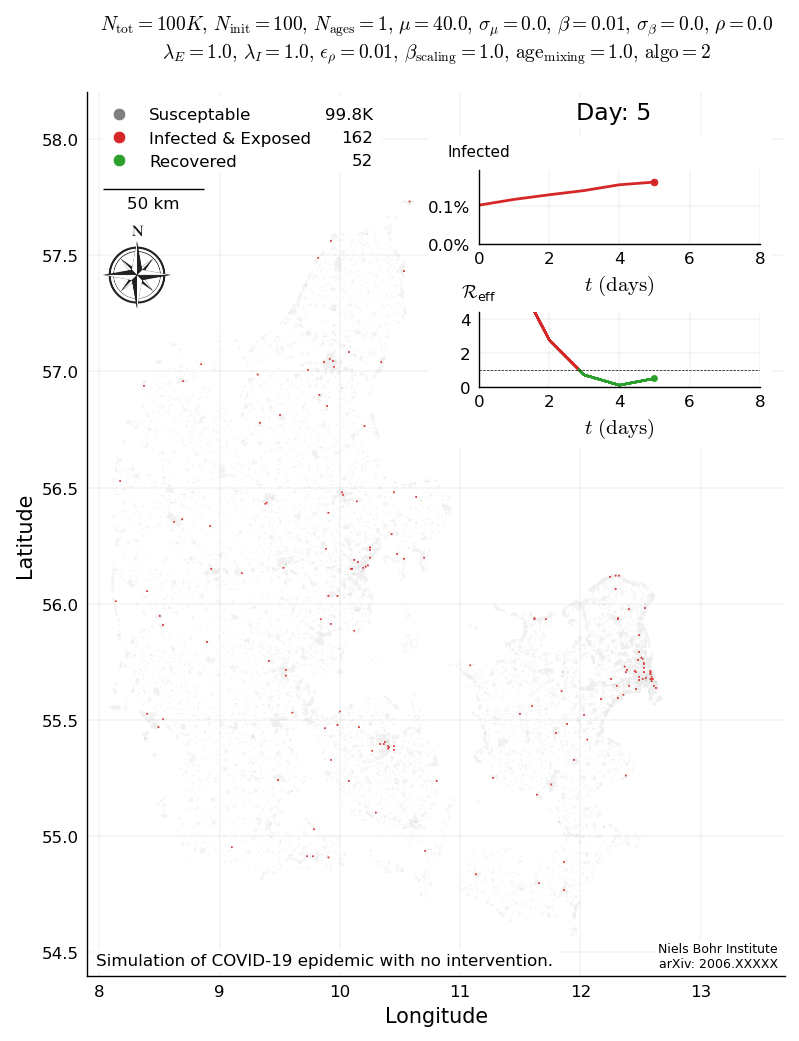 N_tot = 100K, N_init = 100, N_ages = 1, μ = 40.0, σ_μ = 0.0, β = 0.01, σ_β = 0.0, ρ = 0.0
λ_E = 1.0, λ_I = 1.0, ϵ_ρ = 0.01, β_scaling = 1.0, age_mixing = 1.0, algo = 2
Susceptable 99.8K
Infected & Exposed 162
Recovered 52
50 km
N
Day: 5
Infected
0.1%
0.0%
0 2 4 6 8
t (days)
R_eff
4
2
0
0 2 4 6 8
t (days)
58.0
57.5
57.0
56.5
56.0
55.5
55.0
54.5
Latitude
Simulation of COVID-19 epidemic with no intervention.
Niels Bohr Institute
arXiv: 2006.XXXXX
8 9 10 11 12 13
Longitude